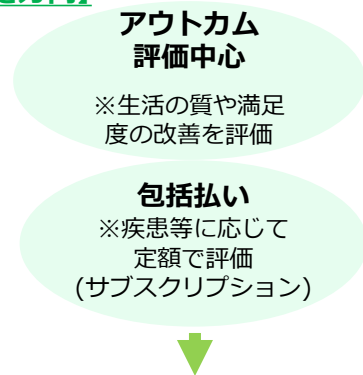 アウトカム
評価中心
※生活の質や満足
度の改善を評価
包括払い
※疾患等に応じて
定額で評価
(サブスクリプション)